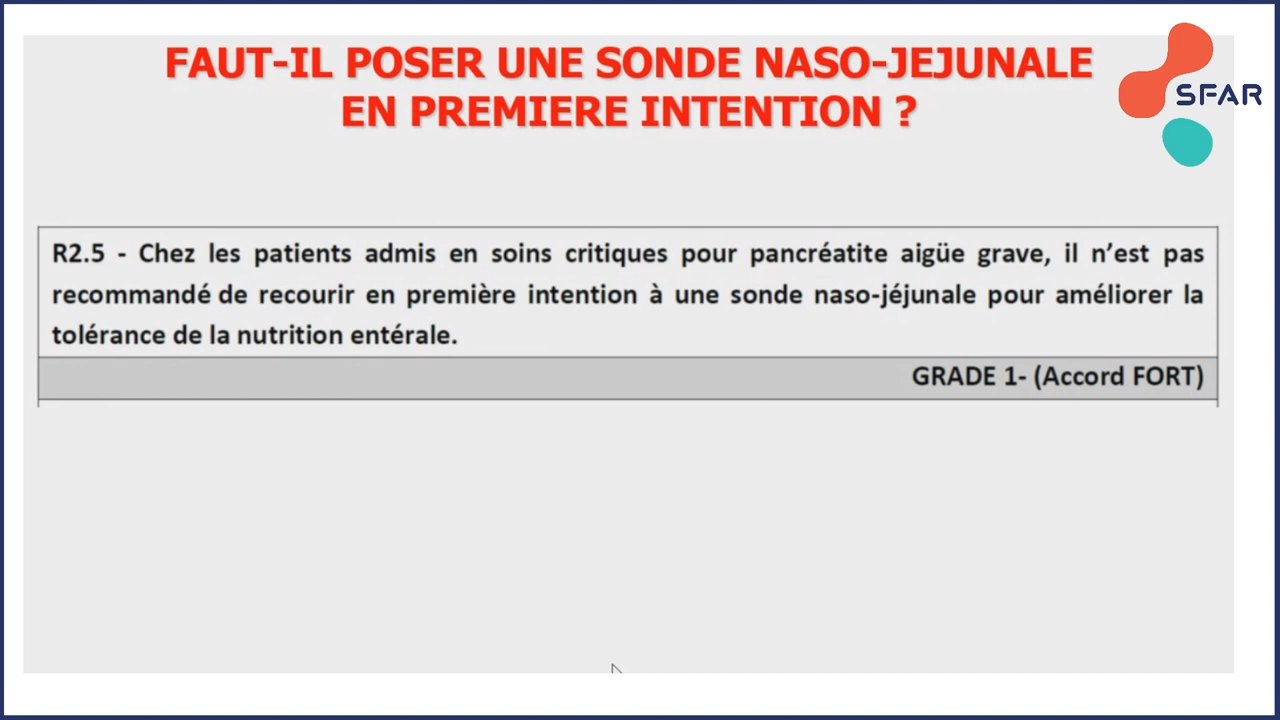 FAUT-IL POSER UNE SONDE NASO-JEJUNALE
EN PREMIERE INTENTION ?
SFAR
R2.5 - Chez les patients admis en soins critiques pour pancréatite aigüe grave, il n’est pas
recommandé de recourir en première intention à une sonde naso-jéjunale pour améliorer la
tolérance de la nutrition entérale.
GRADE 1- (Accord FORT)